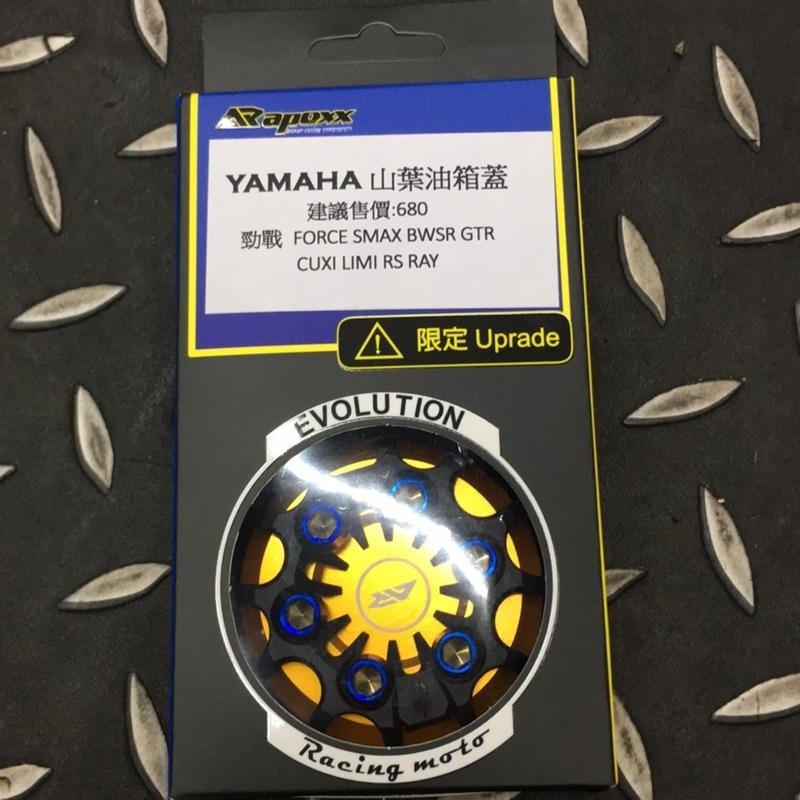 ARapoxx
YAMAHA 山葉油箱蓋
建議售價:680
勁戰 FORCE SMAX BWSR GTR
CUXI LIMI RS RAY
限定 Uprade
EVOLUTION
Racing moto